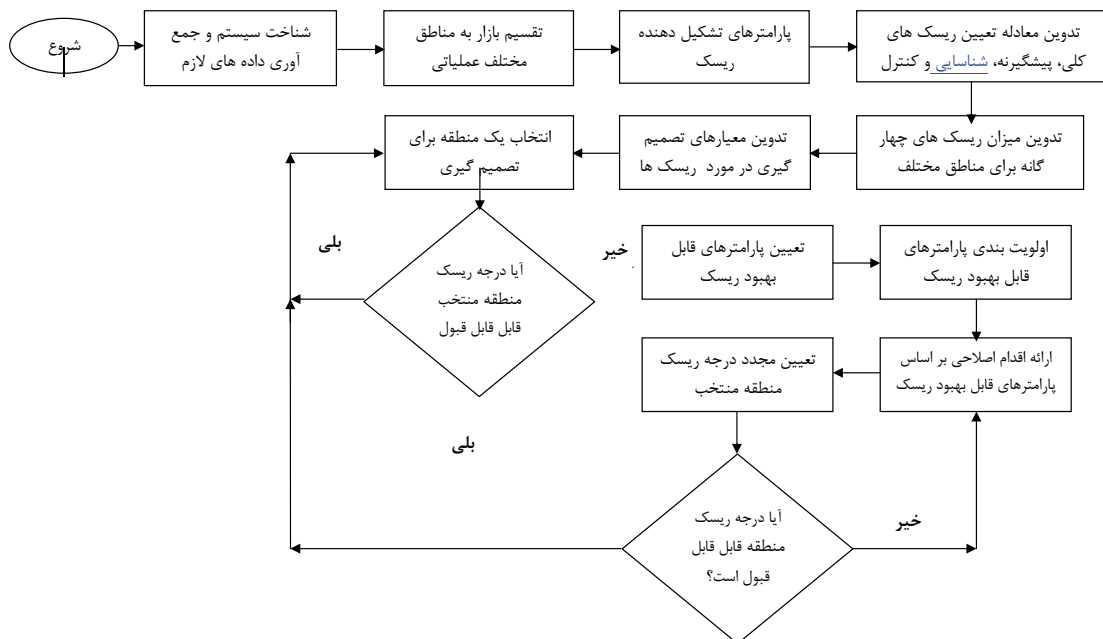 شروع
شناخت سیستم و جمع
آوری داده های لازم
تقسیم بازار به مناطق
مختلف عملیاتی
پارامترهای تشکیل دهنده
ریسک
تدوین معادله تعیین ریسک های
کلی، پیشگیرنه، شناسایی و کنترل
تدوین میزان ریسک های چهار
گانه برای مناطق مختلف
تدوین معیارهای تصمیم
گیری در مورد ریسک ها
انتخاب یک منطقه برای
تصمیم گیری
آیا درجه ریسک
منطقه منتخب
قابل قابل قبول
بلی
خیر
تعیین پارامترهای قابل
بهبود ریسک
اولویت بندی پارامترهای
قابل بهبود ریسک
ارائه اقدام اصلاحی بر اساس
پارامترهای قابل بهبود ریسک
تعیین مجدد درجه ریسک
منطقه منتخب
آیا درجه ریسک
منطقه قابل قابل
قبول است؟
بلی
خیر